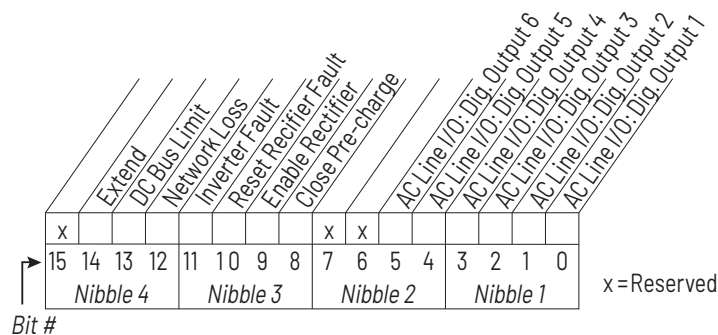 Extend
DC Bus Limit
Network Loss
Inverter Fault
Reset Recifier Fault
Enable Rectifier
Close Pre-charge
AC Line I/O: Dig. Output 6
AC Line I/O: Dig. Output 5
AC Line I/O: Dig. Output 4
AC Line I/O: Dig. Output 3
AC Line I/O: Dig. Output 2
AC Line I/O: Dig. Output 1
x x x
15 14 13 12 11 10 9 8 7 6 5 4 3 2 1 0
Nibble 4 Nibble 3 Nibble 2 Nibble 1
x=Reserved
Bit #